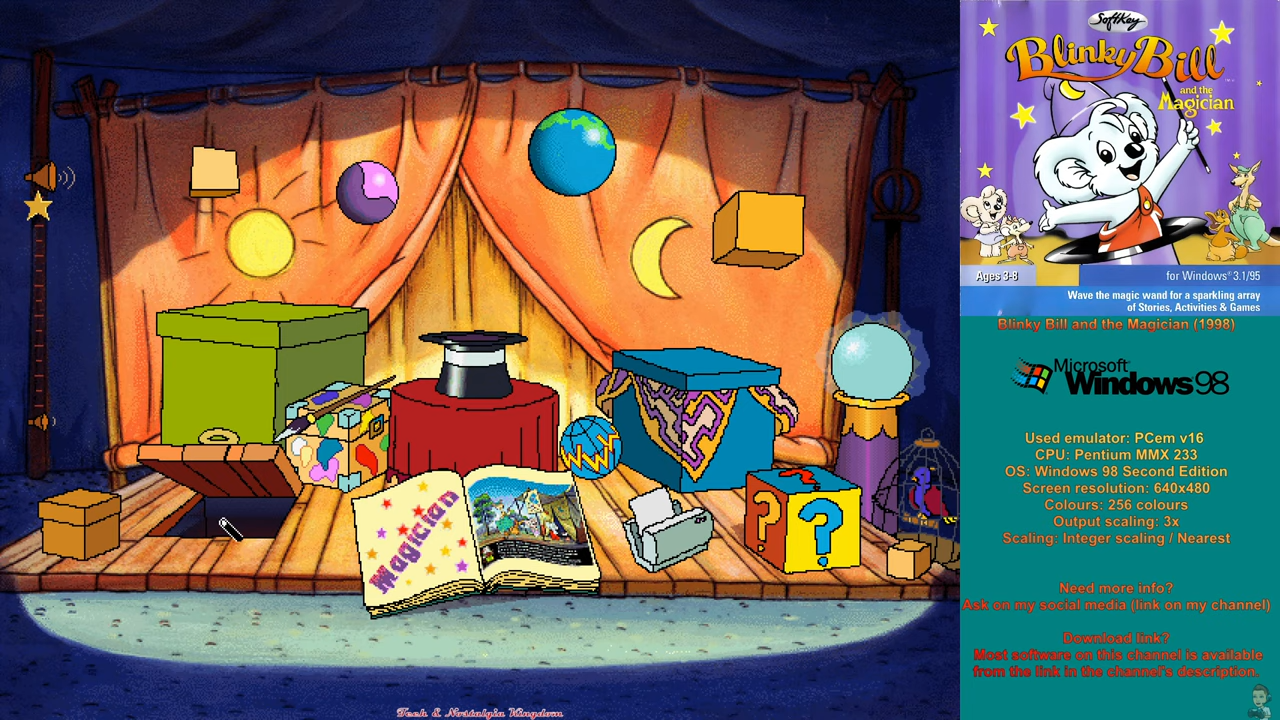 SoftKey
Blinky Bill
and the
Magician
Ages 3-8
for Windows® 3.1/95
Wave the magic wand for a sparkling array
of Stories, Activities & Games
Blinky Bill and the Magician (1998)
Microsoft
Windows 98
Used emulator: PCem v16
CPU: Pentium MMX 233
OS: Windows 98 Second Edition
Screen resolution: 640x480
Colours: 256 colours
Output scaling: 3x
Scaling: Integer scaling / Nearest
Need more info?
Ask on my social media (link on my channel)
Download link?
Most software on this channel is available
from the link in the channel's description.
Magician
?
?
?
Tech & Nostalgia Kingdom